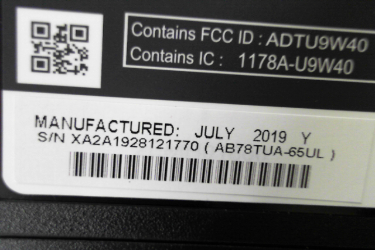 Contains FCC ID : ADTU9W40
Contains IC : 1178A-U9W40
MANUFACTURED: JULY 2019 Y
S/N XA2A1928121770 ( AB78TUA-65UL )